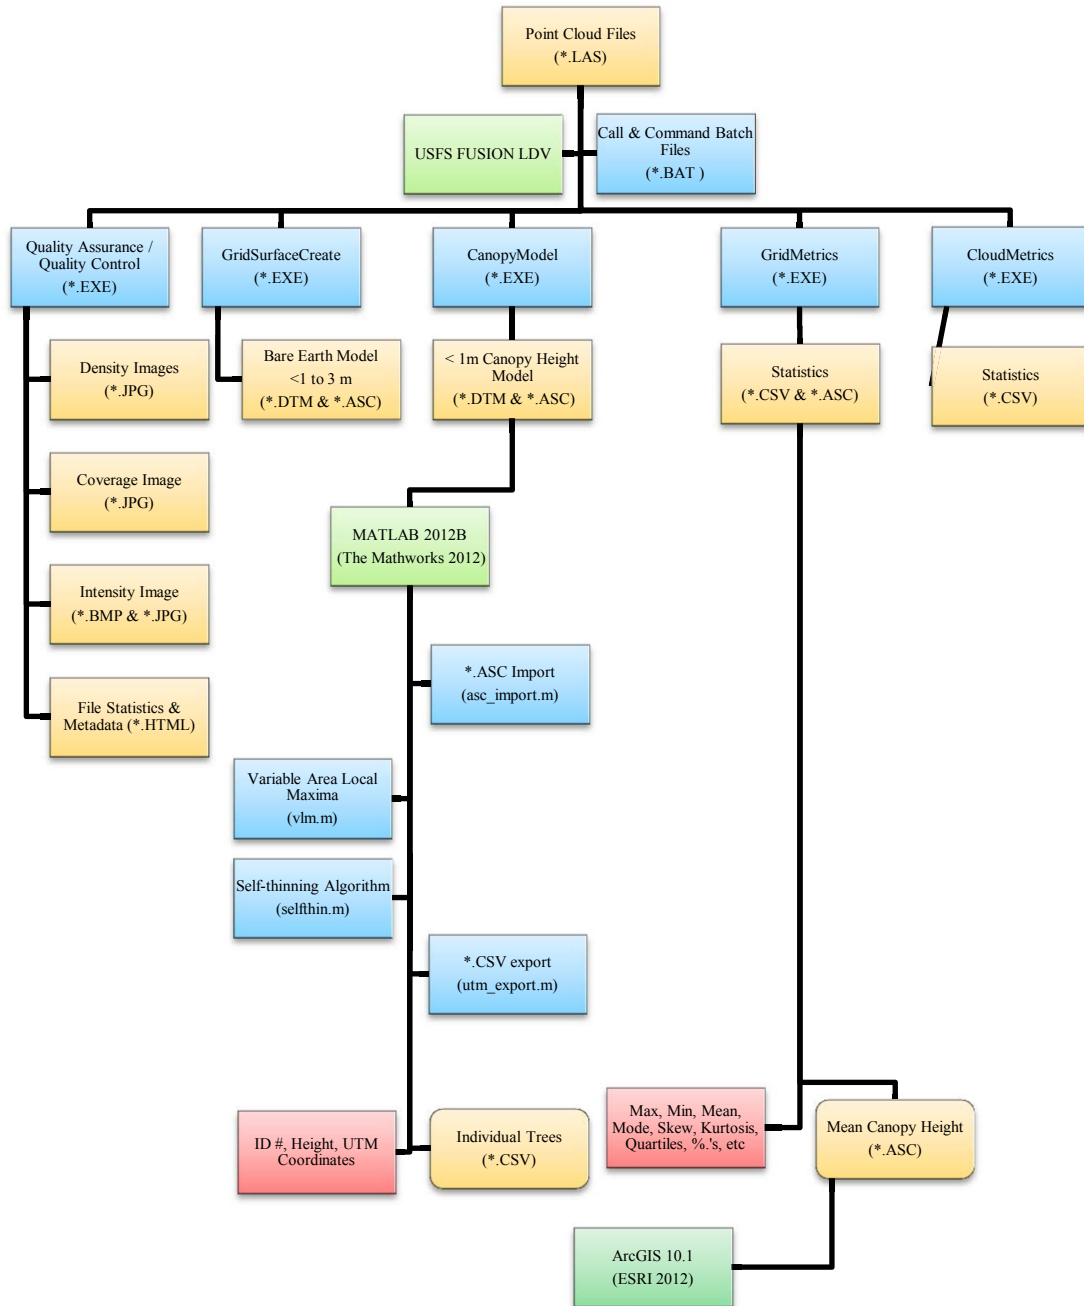 Point Cloud Files
(*.LAS)
USFS FUSION LDV
Call & Command Batch
Files
(*.BAT )
Quality Assurance /
Quality Control
(*.EXE)
GridSurfaceCreate
(*.EXE)
CanopyModel
(*.EXE)
GridMetrics
(*.EXE)
CloudMetrics
(*.EXE)
Density Images
(*.JPG)
Bare Earth Model
<1 to 3 m
(*.DTM & *.ASC)
< 1m Canopy Height
Model
(*.DTM & *.ASC)
Statistics
(*.CSV & *.ASC)
Statistics
(*.CSV)
Coverage Image
(*.JPG)
MATLAB 2012B
(The Mathworks 2012)
Intensity Image
(*.BMP & *.JPG)
*.ASC Import
(asc_import.m)
File Statistics &
Metadata (*.HTML)
Variable Area Local
Maxima
(vlm.m)
Self-thinning Algorithm
(selfthin.m)
*.CSV export
(utm_export.m)
ID #, Height, UTM
Coordinates
Individual Trees
(*.CSV)
Max, Min, Mean,
Mode, Skew, Kurtosis,
Quartiles, %.'s, etc
Mean Canopy Height
(*.ASC)
ArcGIS 10.1
(ESRI 2012)